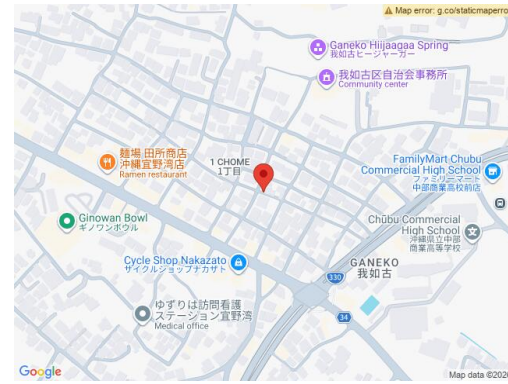 Map error: g.co/staticmaperro
Ganeko Hiijaagaa Spring
我如古ヒージャーガー
我如古区自治会事務所
Community center
麺場 田所商店
沖縄宜野湾店
Ramen restaurant
1 CHOME
1丁目
FamilyMart Chubu
Commercial High School
ファミリーマート
中部商業高校前店
Ginowan Bowl
ギノワンボウル
Chūbu Commercial
High School
沖縄県立中部
商業高等学校
Cycle Shop Nakazato
サイクルショップナカザト
GANEKO
我如古
330
34
ゆずりは訪問看護
ステーション宜野湾
Medical office
Google
Map data ©2026